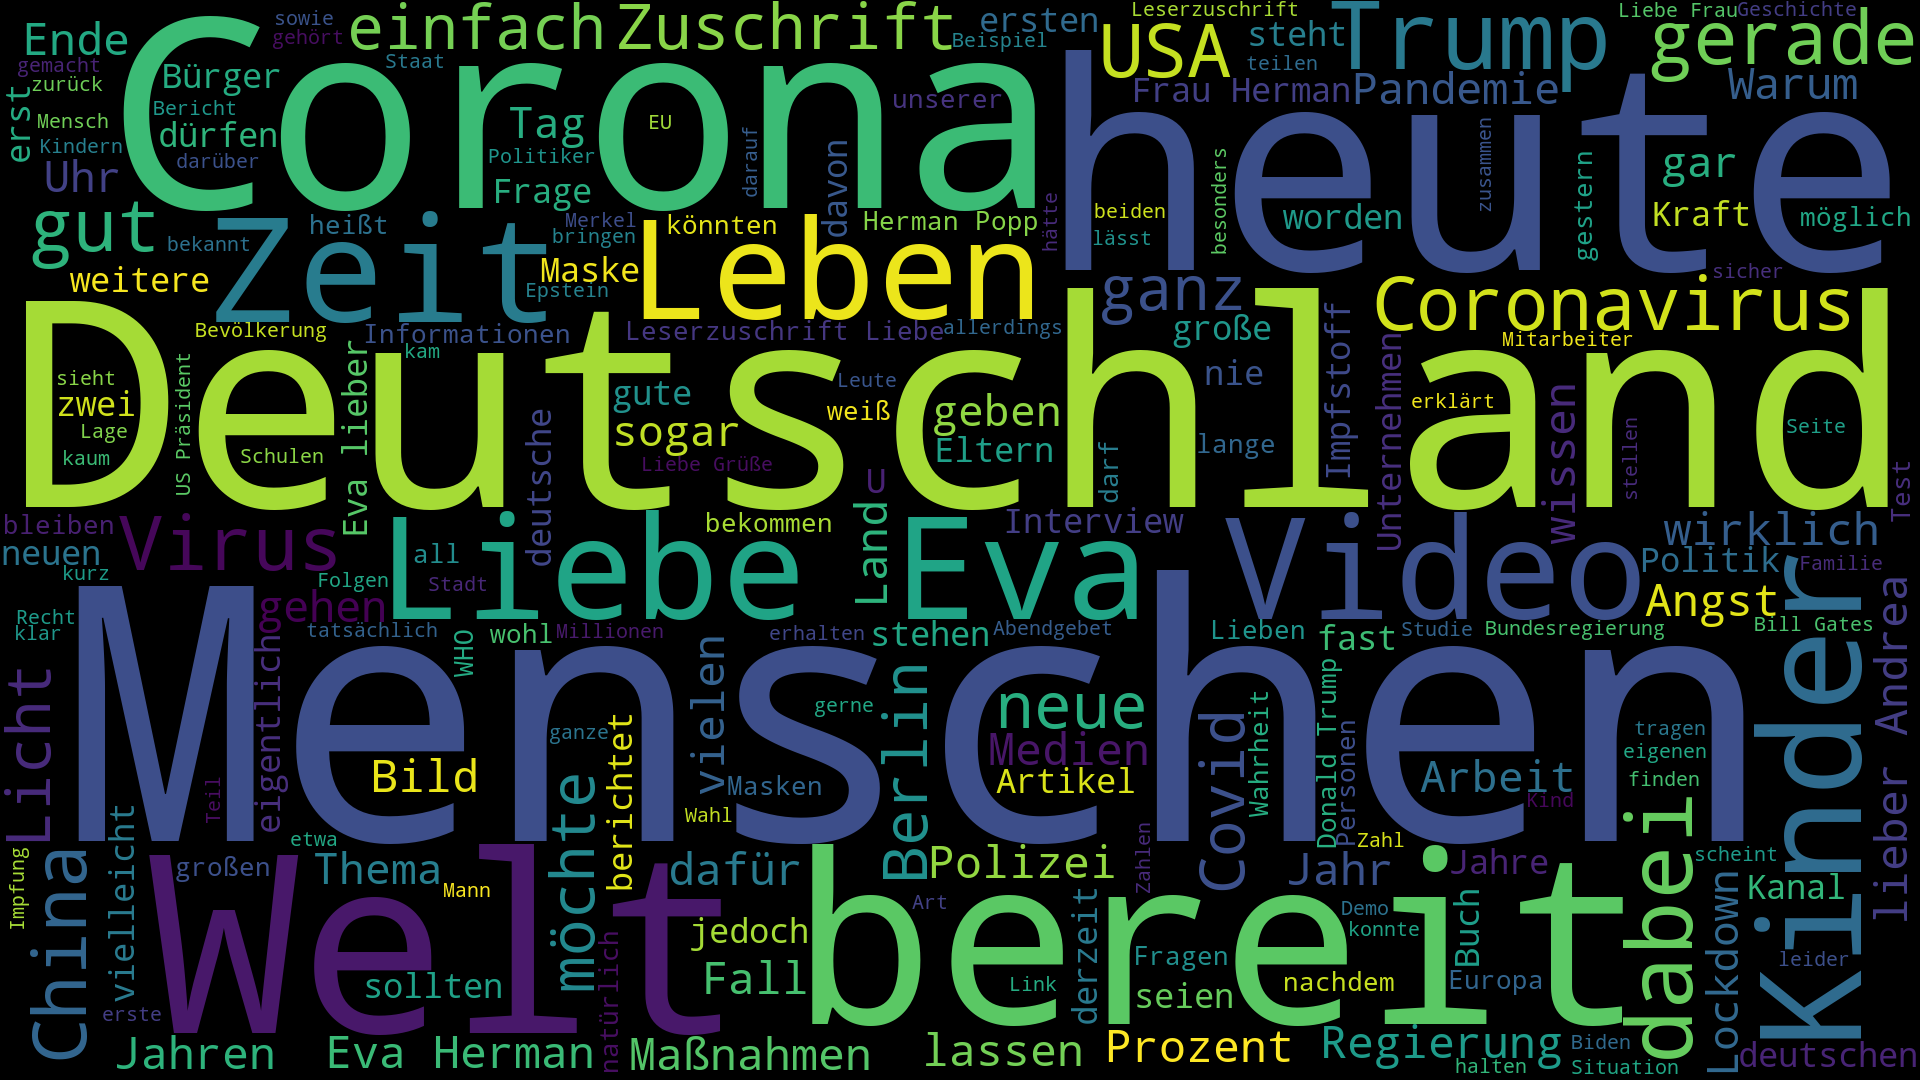 Corona
heute
Deutschland
Menschen
Welt
bereit
Zeit
Leben
Liebe
Eva
Video
Kinder
Ende
sowie
gehört
einfach
Zuschrift
ersten
Beispiel
Leserzuschrift
USA
steht
teilen
Trump
Liebe Frau
Geschichte
gerade
gemacht
zurück
Bürger
Bericht
Staat
erst
Mensch
Kindern
dürfen
darüber
Tag
Politiker
EU
unserer
Frau Herman
Pandemie
Warum
Uhr
Frage
darauf
davon
hätte
beiden
lässt
besonders
worden
zusammen
gestern
gar
Kraft
möglich
gut
bekannt
heißt
Merkel
bringen
könnten
Herman Popp
weitere
Maske
Epstein
ganz
sicher
Coronavirus
Bevölkerung
Informationen
kam
Leserzuschrift Liebe
allerdings
große
Impfstoff
Unternehmen
Mitarbeiter
sieht
zwei
Lage
kaum
US Präsident
Schulen
Eva lieber
deutsche
gute
sogar
Liebe Grüße
Leute
weiß
geben
Eltern
nie
lange
darf
erklärt
wissen
stellen
Seite
Test
bleiben
neuen
kurz
Virus
all
Folgen
Stadt
bekommen
Land
U
Interview
wirklich
Politik
Familie
Angst
Bill Gates
Recht
klar
gehen
tatsächlich
WHO
wohl
Millionen
erhalten
stehen
Abendgebet
Lieben
fast
Studie
Bundesregierung
Licht
eigentlich
vielen
gerne
Berlin
neue
Medien
Artikel
Covid
Wahrheit
Donald Trump
Personen
tragen
eigenen
finden
Arbeit
Kind
lieber Andrea
Bild
Teil
ganze
möchte
berichtet
Masken
Wahl
etwa
Impfung
China
vielleicht
großen
Thema
Mann
dafür
Polizei
Zahlen
Jahr
Zahl
Jahre
dabei
scheint
Kanal
Lockdown
leider
jedoch
Art
Fall
Link
derzeit
Fragen
seien
Demo
konnte
Buch
nachdem
Europa
sollten
natürlich
erste
Jahren
Eva Herman
Maßnahmen
lassen
Prozent
Regierung
Biden
halten
Situation
deutschen